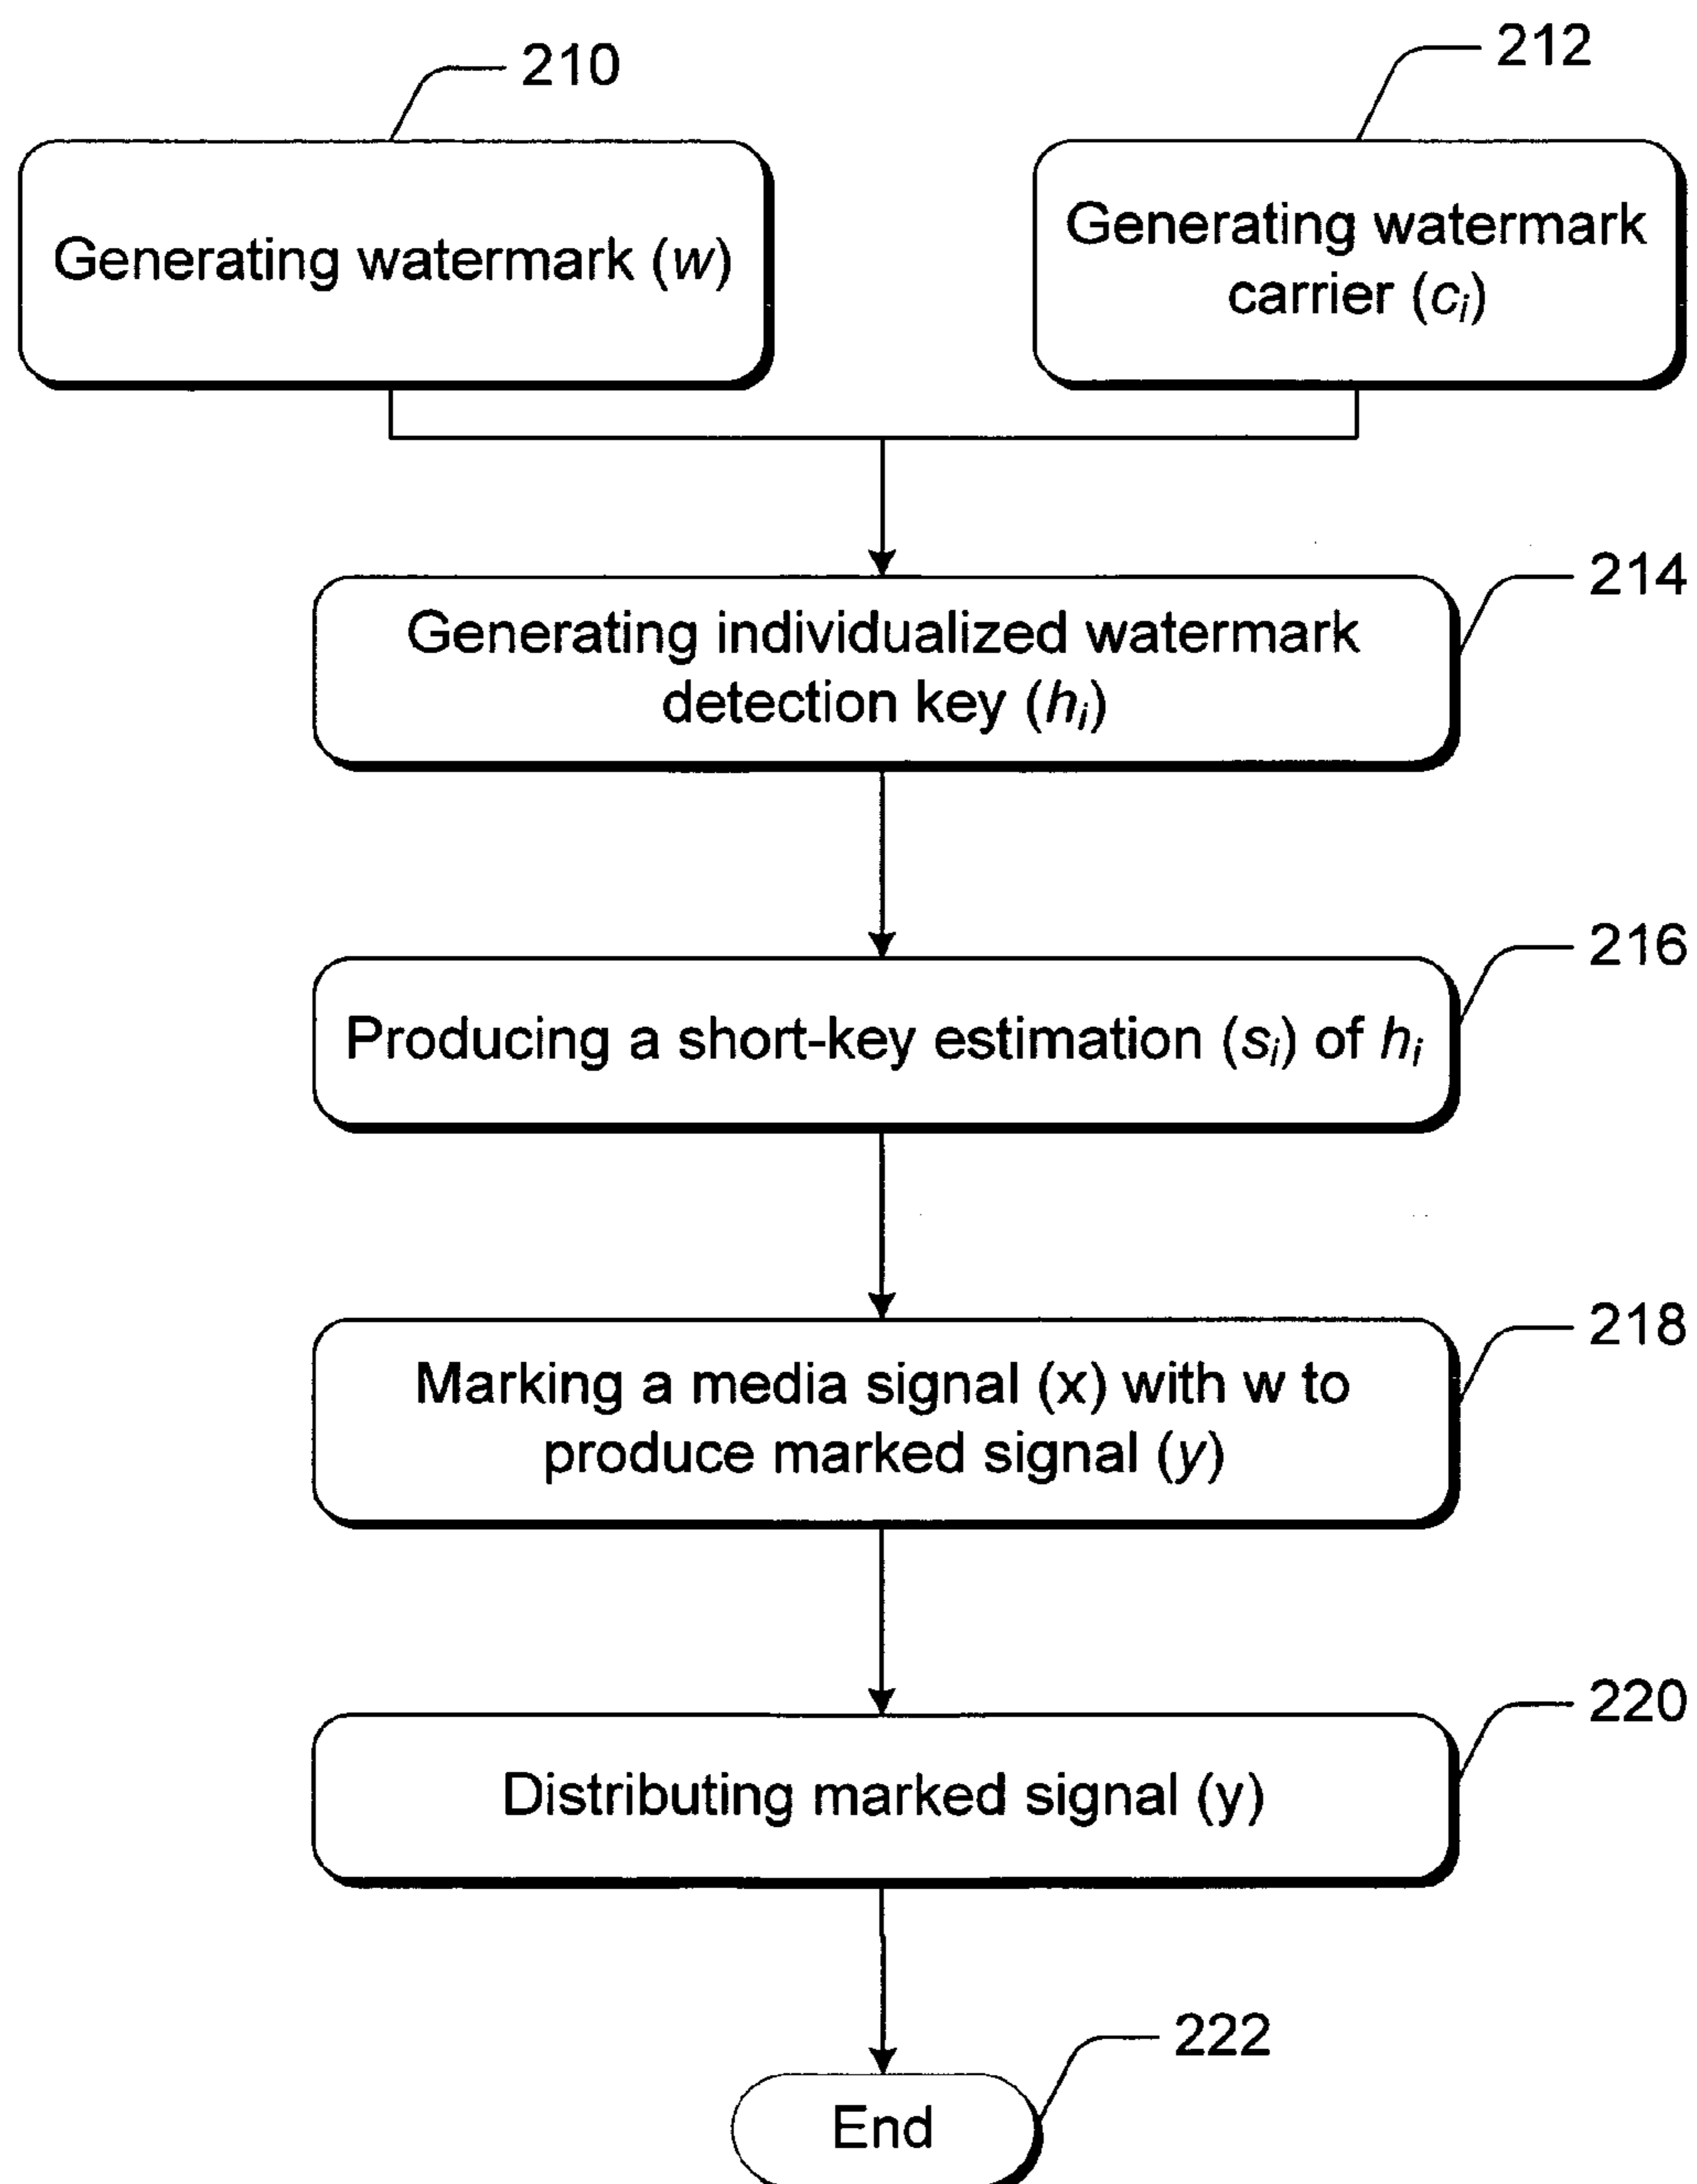 210
212
Generating watermark (w)
Generating watermark
carrier (cᵢ)
214
Generating individualized watermark
detection key (hᵢ)
216
Producing a short-key estimation (sᵢ) of hᵢ
218
Marking a media signal (x) with w to
produce marked signal (y)
220
Distributing marked signal (y)
222
End